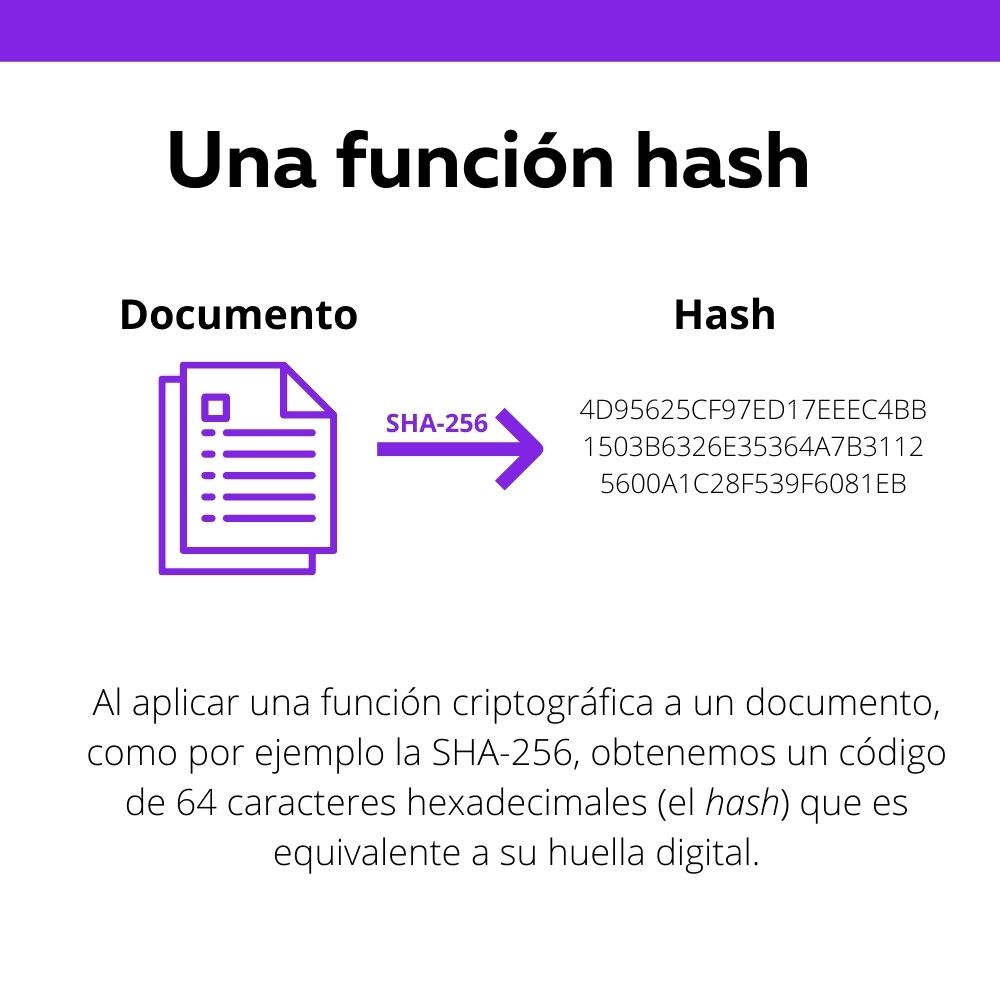 Una función hash
Documento
Hash
SHA-256
4D95625CF97ED17EEEC4BB
1503B6326E35364A7B3112
5600A1C28F539F6081EB
Al aplicar una función criptográfica a un documento,
como por ejemplo la SHA-256, obtenemos un código
de 64 caracteres hexadecimales (el hash) que es
equivalente a su huella digital.